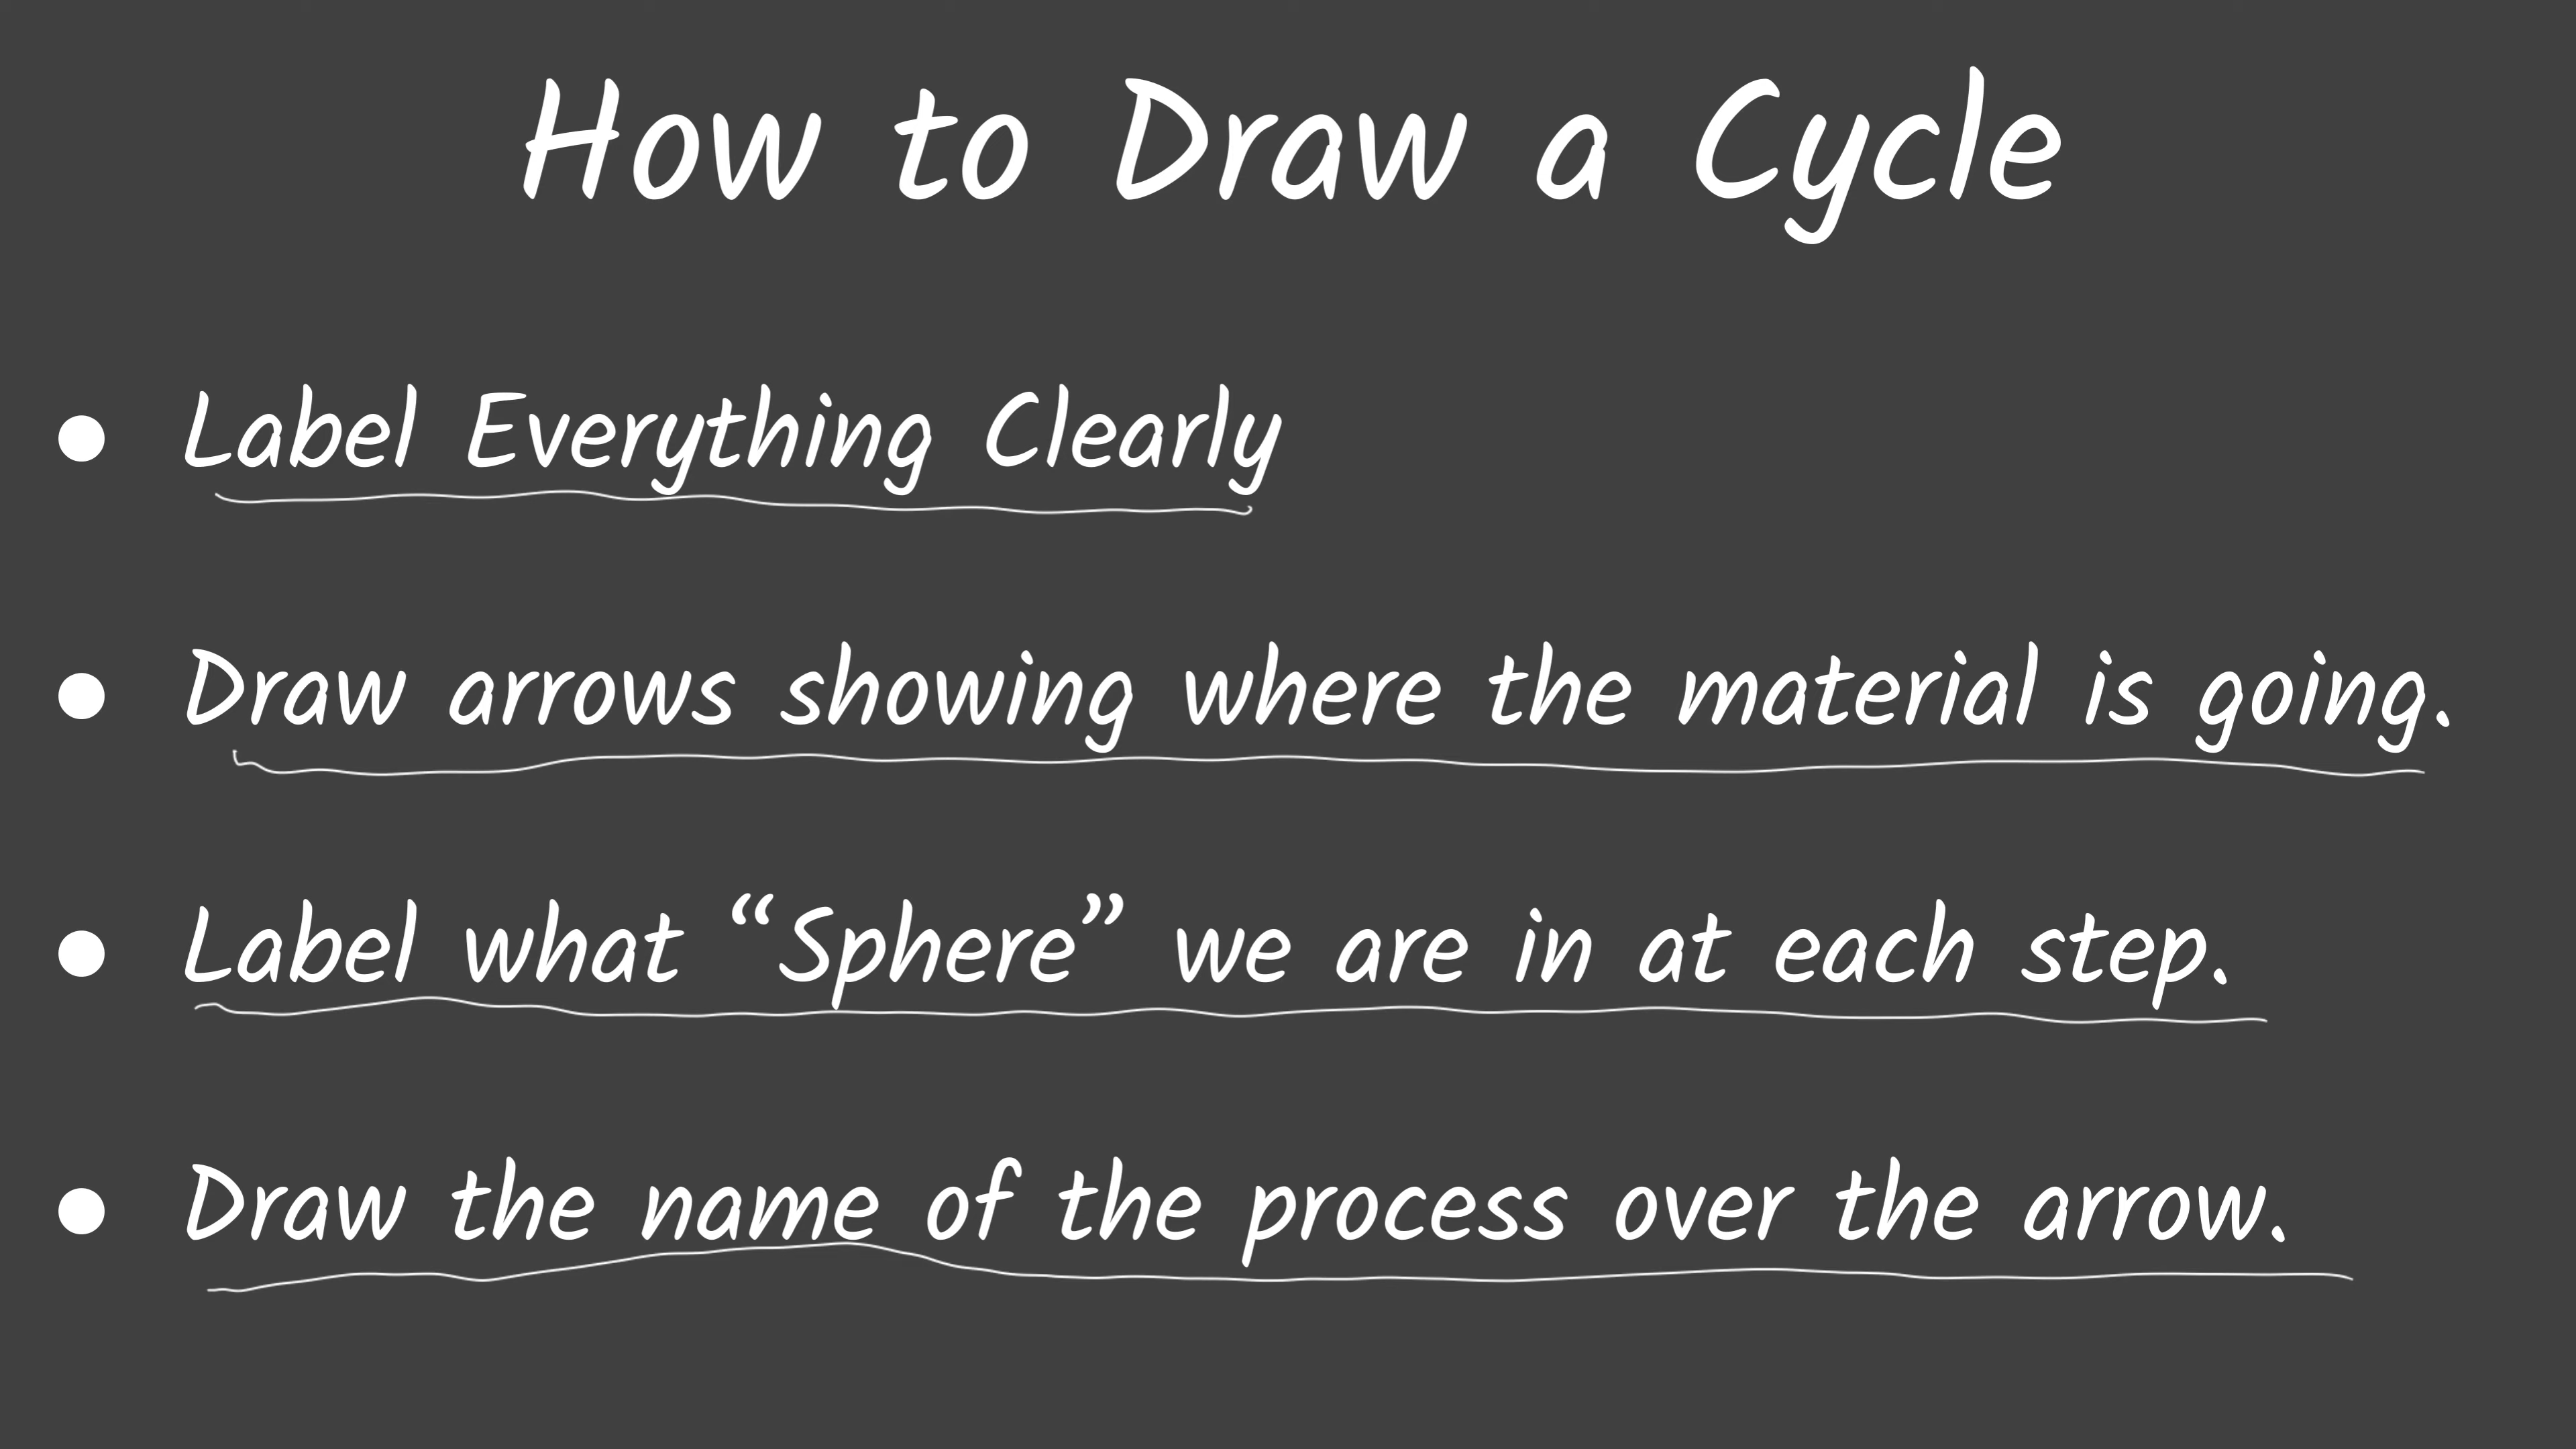 How to Draw a Cycle
• Label Everything Clearly
• Draw arrows showing where the material is going.
• Label what “Sphere” we are in at each step.
• Draw the name of the process over the arrow.